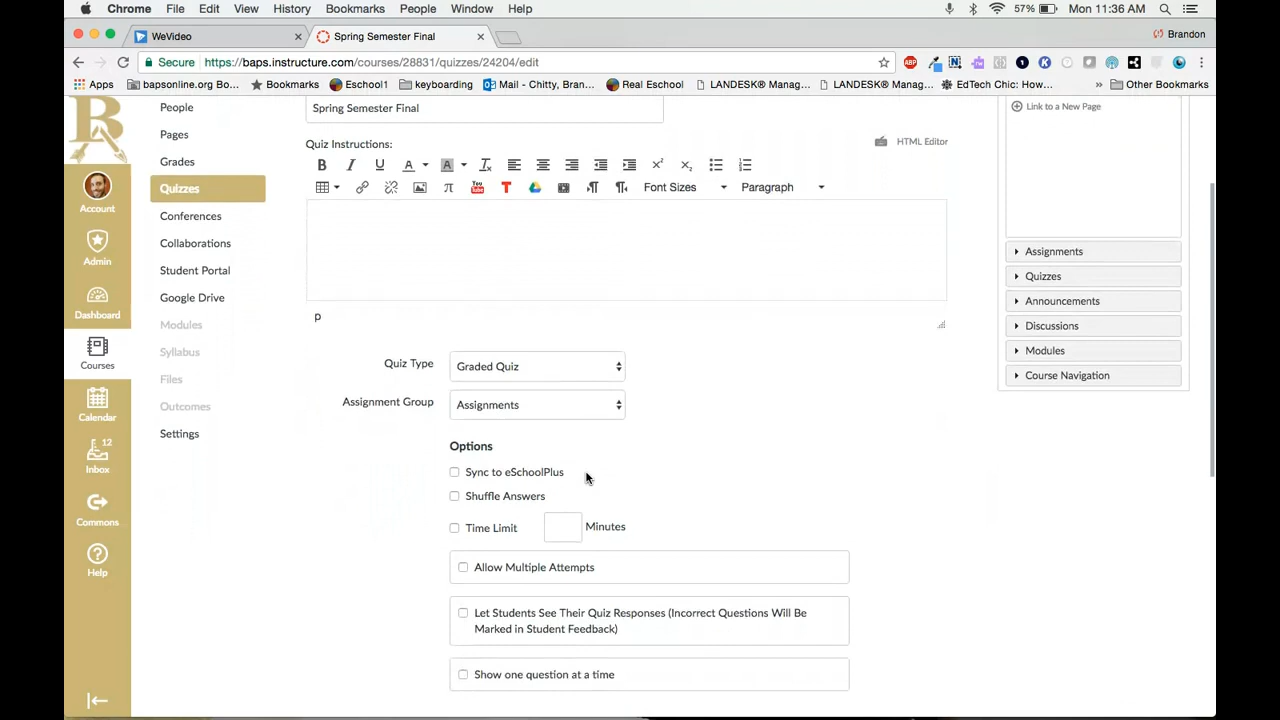 Chrome File Edit View History Bookmarks People Window Help 57% Mon 11:36 AM
WeVideo Spring Semester Final Brandon
Secure https://baps.instructure.com/courses/28831/quizzes/24204/edit
Apps bapsonline.org Bo... Bookmarks Eschool1 keyboarding Mail - Chitty, Bran... Real Eschool LANDESK® Manag... LANDESK® Manag... EdTech Chic: How... » Other Bookmarks
B
Account
Admin
Dashboard
Courses
Calendar
12
Inbox
Commons
Help
People
Pages
Grades
Quizzes
Conferences
Collaborations
Student Portal
Google Drive
Modules
Syllabus
Files
Outcomes
Settings
Spring Semester Final
Quiz Instructions:
HTML Editor
Font Sizes Paragraph
p
Quiz Type Graded Quiz
Assignment Group Assignments
Options
Sync to eSchoolPlus
Shuffle Answers
Time Limit Minutes
Allow Multiple Attempts
Let Students See Their Quiz Responses (Incorrect Questions Will Be
Marked in Student Feedback)
Show one question at a time
Link to a New Page
Assignments
Quizzes
Announcements
Discussions
Modules
Course Navigation